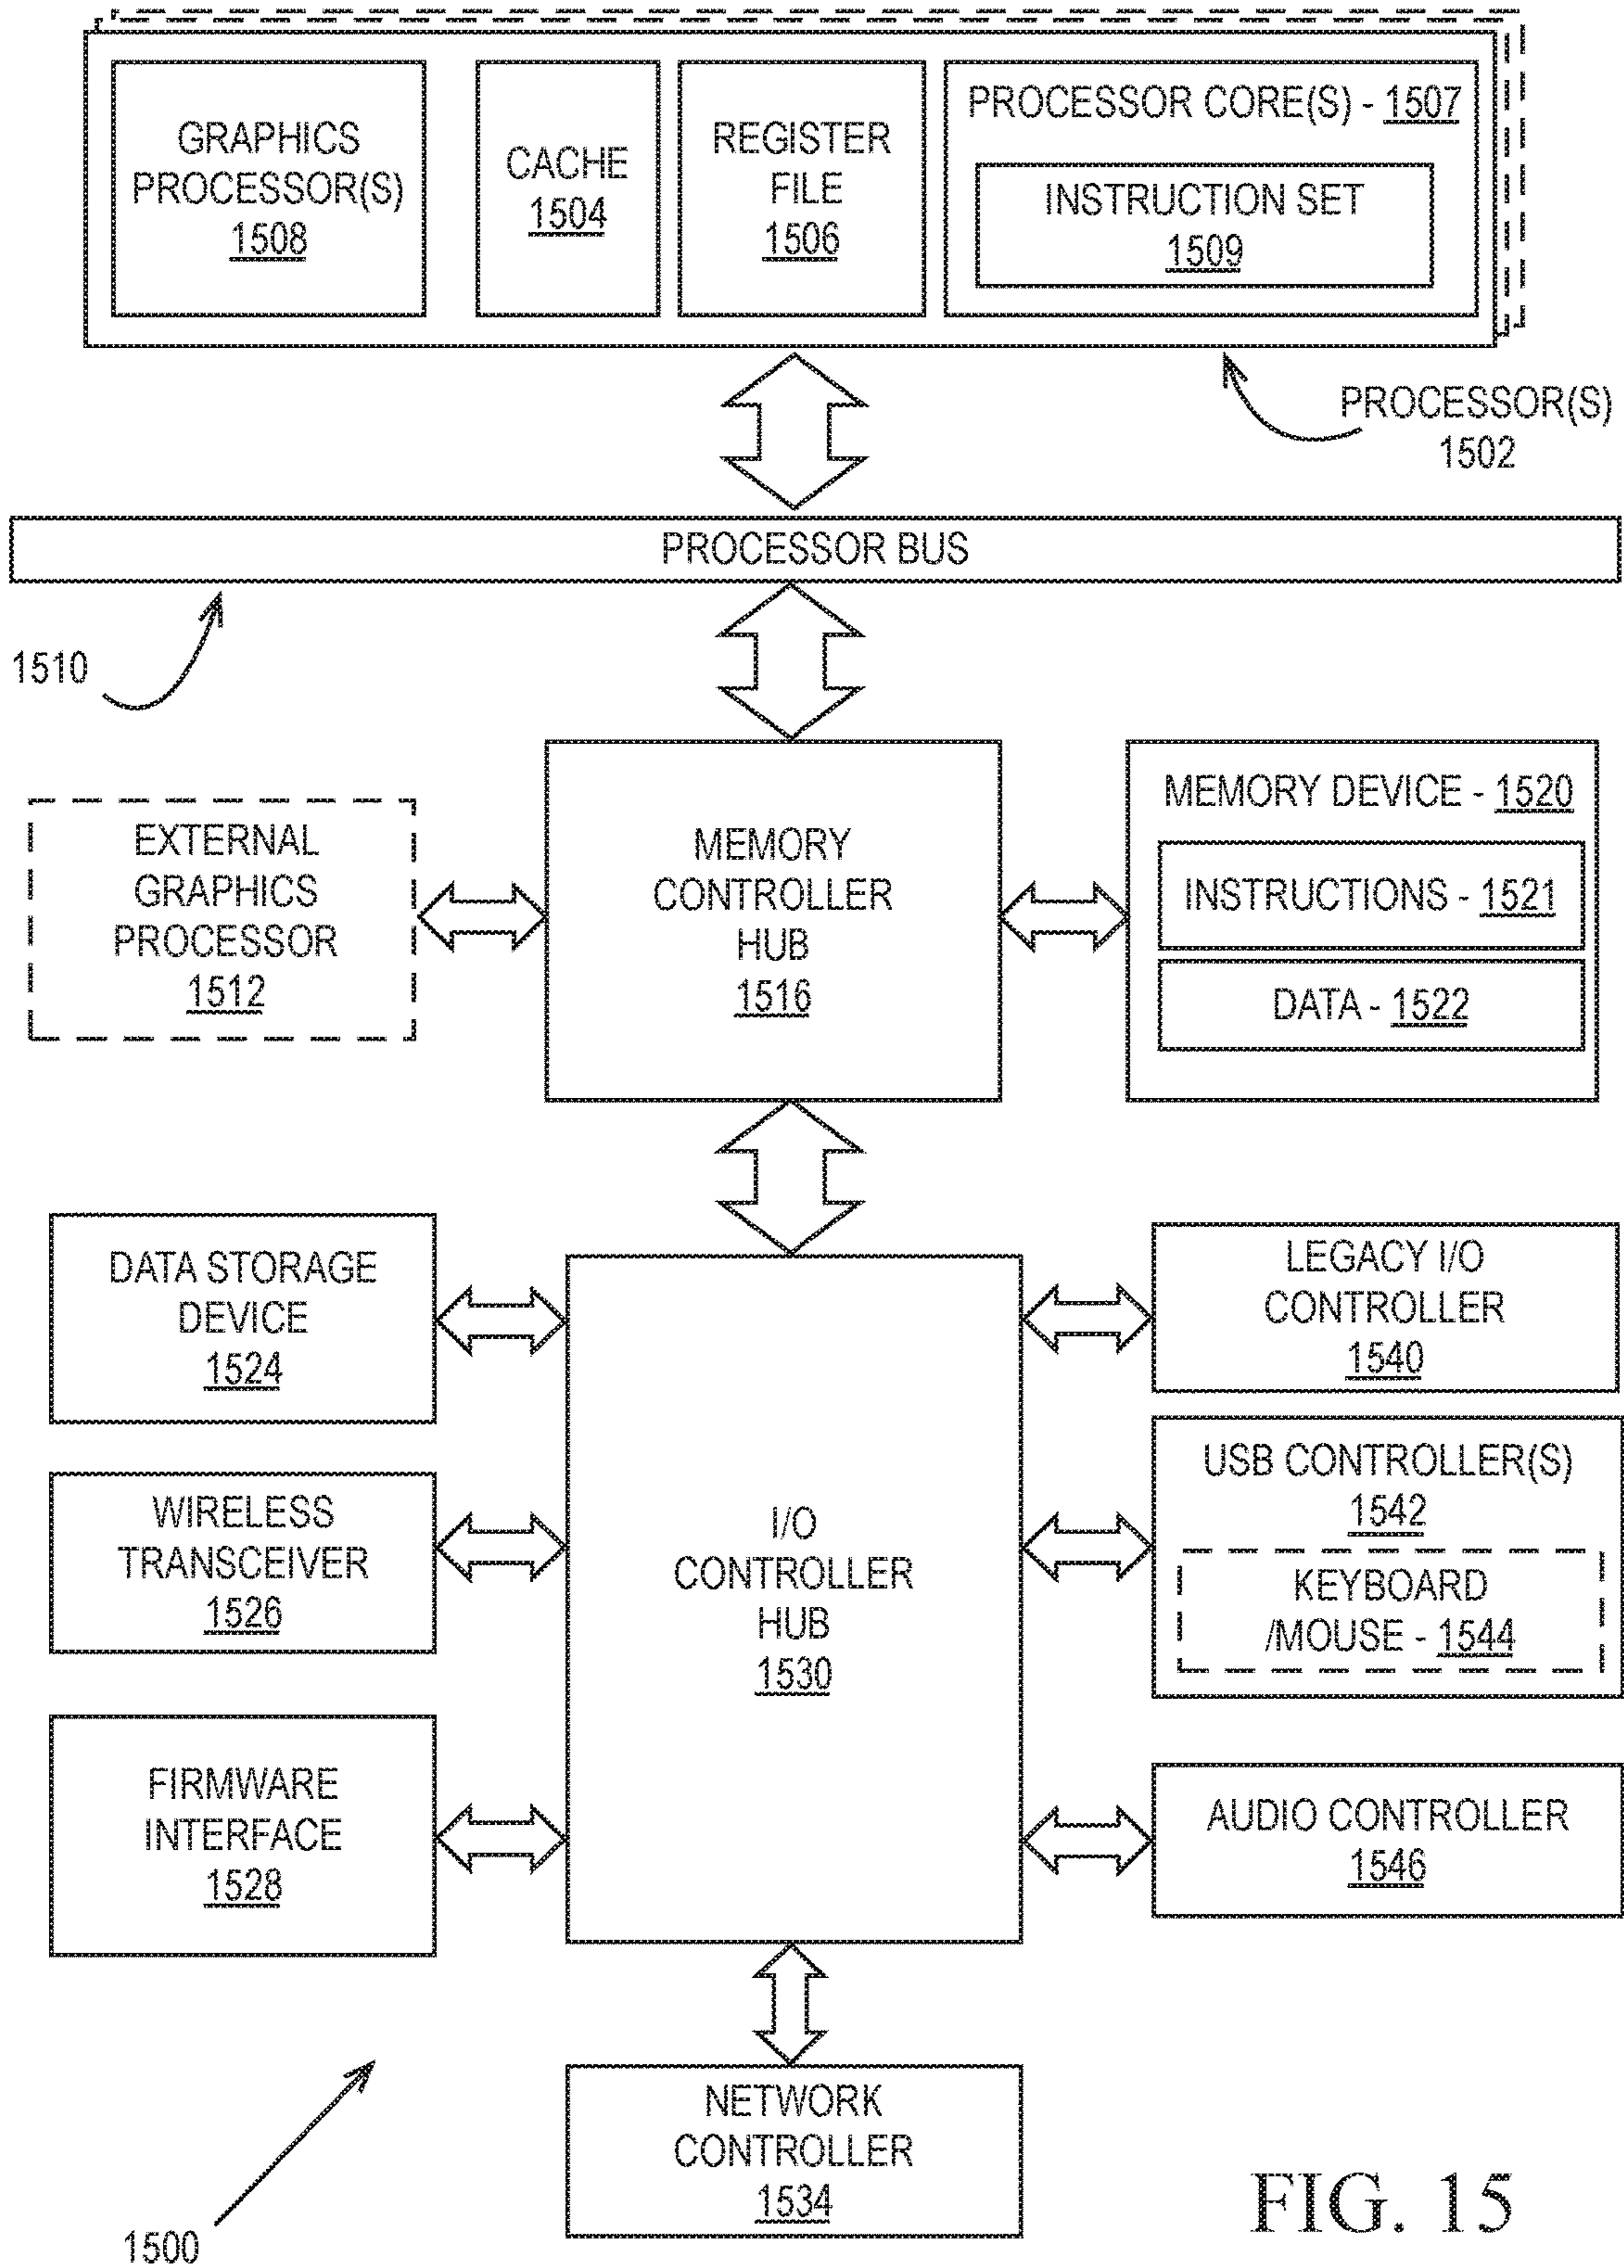 GRAPHICS
PROCESSOR(S)
1508
CACHE
1504
REGISTER
FILE
1506
PROCESSOR CORE(S) - 1507
INSTRUCTION SET
1509
PROCESSOR(S)
1502
PROCESSOR BUS
1510
EXTERNAL
GRAPHICS
PROCESSOR
1512
MEMORY
CONTROLLER
HUB
1516
MEMORY DEVICE - 1520
INSTRUCTIONS - 1521
DATA - 1522
DATA STORAGE
DEVICE
1524
WIRELESS
TRANSCEIVER
1526
FIRMWARE
INTERFACE
1528
I/O
CONTROLLER
HUB
1530
LEGACY I/O
CONTROLLER
1540
USB CONTROLLER(S)
1542
KEYBOARD
/MOUSE - 1544
AUDIO CONTROLLER
1546
NETWORK
CONTROLLER
1534
1500
FIG. 15